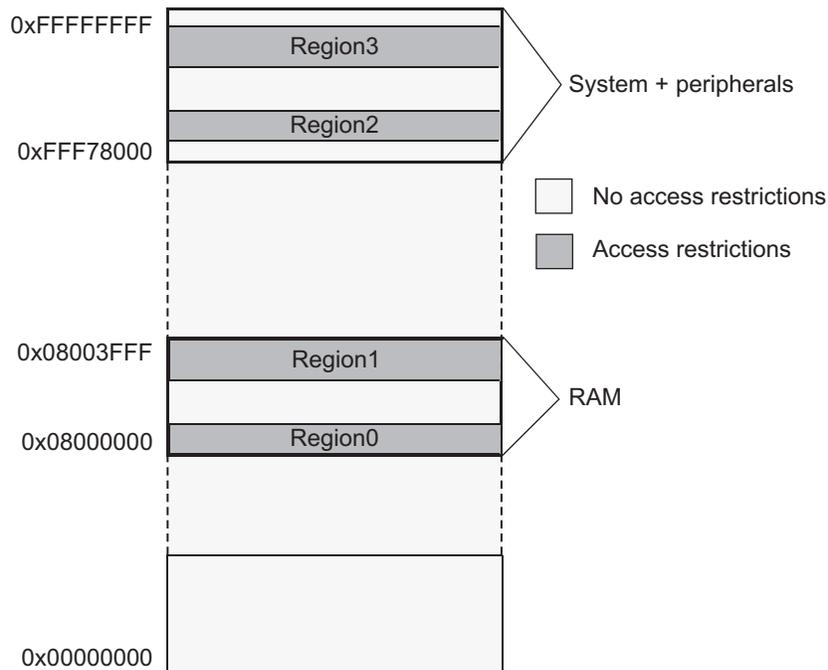 0xFFFFFFFF
Region3
System + peripherals
Region2
0xFFF78000
No access restrictions
Access restrictions
0x08003FFF
Region1
RAM
Region0
0x08000000
0x00000000